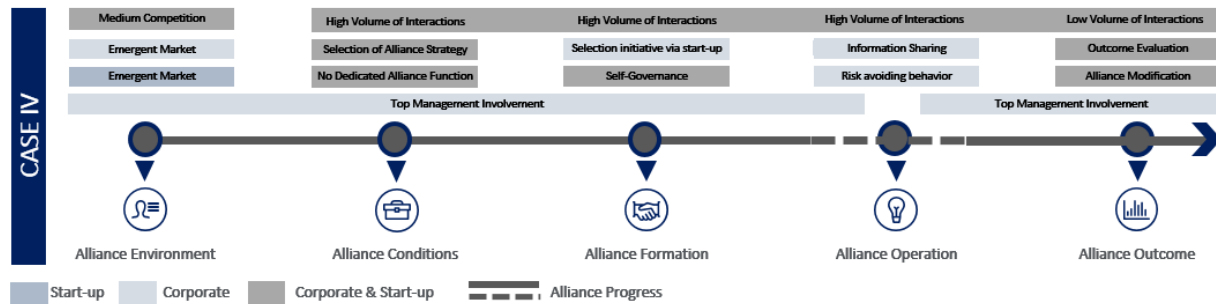 CASE IV
Medium Competition
High Volume of Interactions
High Volume of Interactions
High Volume of Interactions
Low Volume of Interactions
Emergent Market
Selection of Alliance Strategy
Selection initiative via start-up
Information Sharing
Outcome Evaluation
Emergent Market
No Dedicated Alliance Function
Self-Governance
Risk avoiding behavior
Alliance Modification
Top Management Involvement
Top Management Involvement
Alliance Environment
Alliance Conditions
Alliance Formation
Alliance Operation
Alliance Outcome
Start-up
Corporate
Corporate & Start-up
Alliance Progress